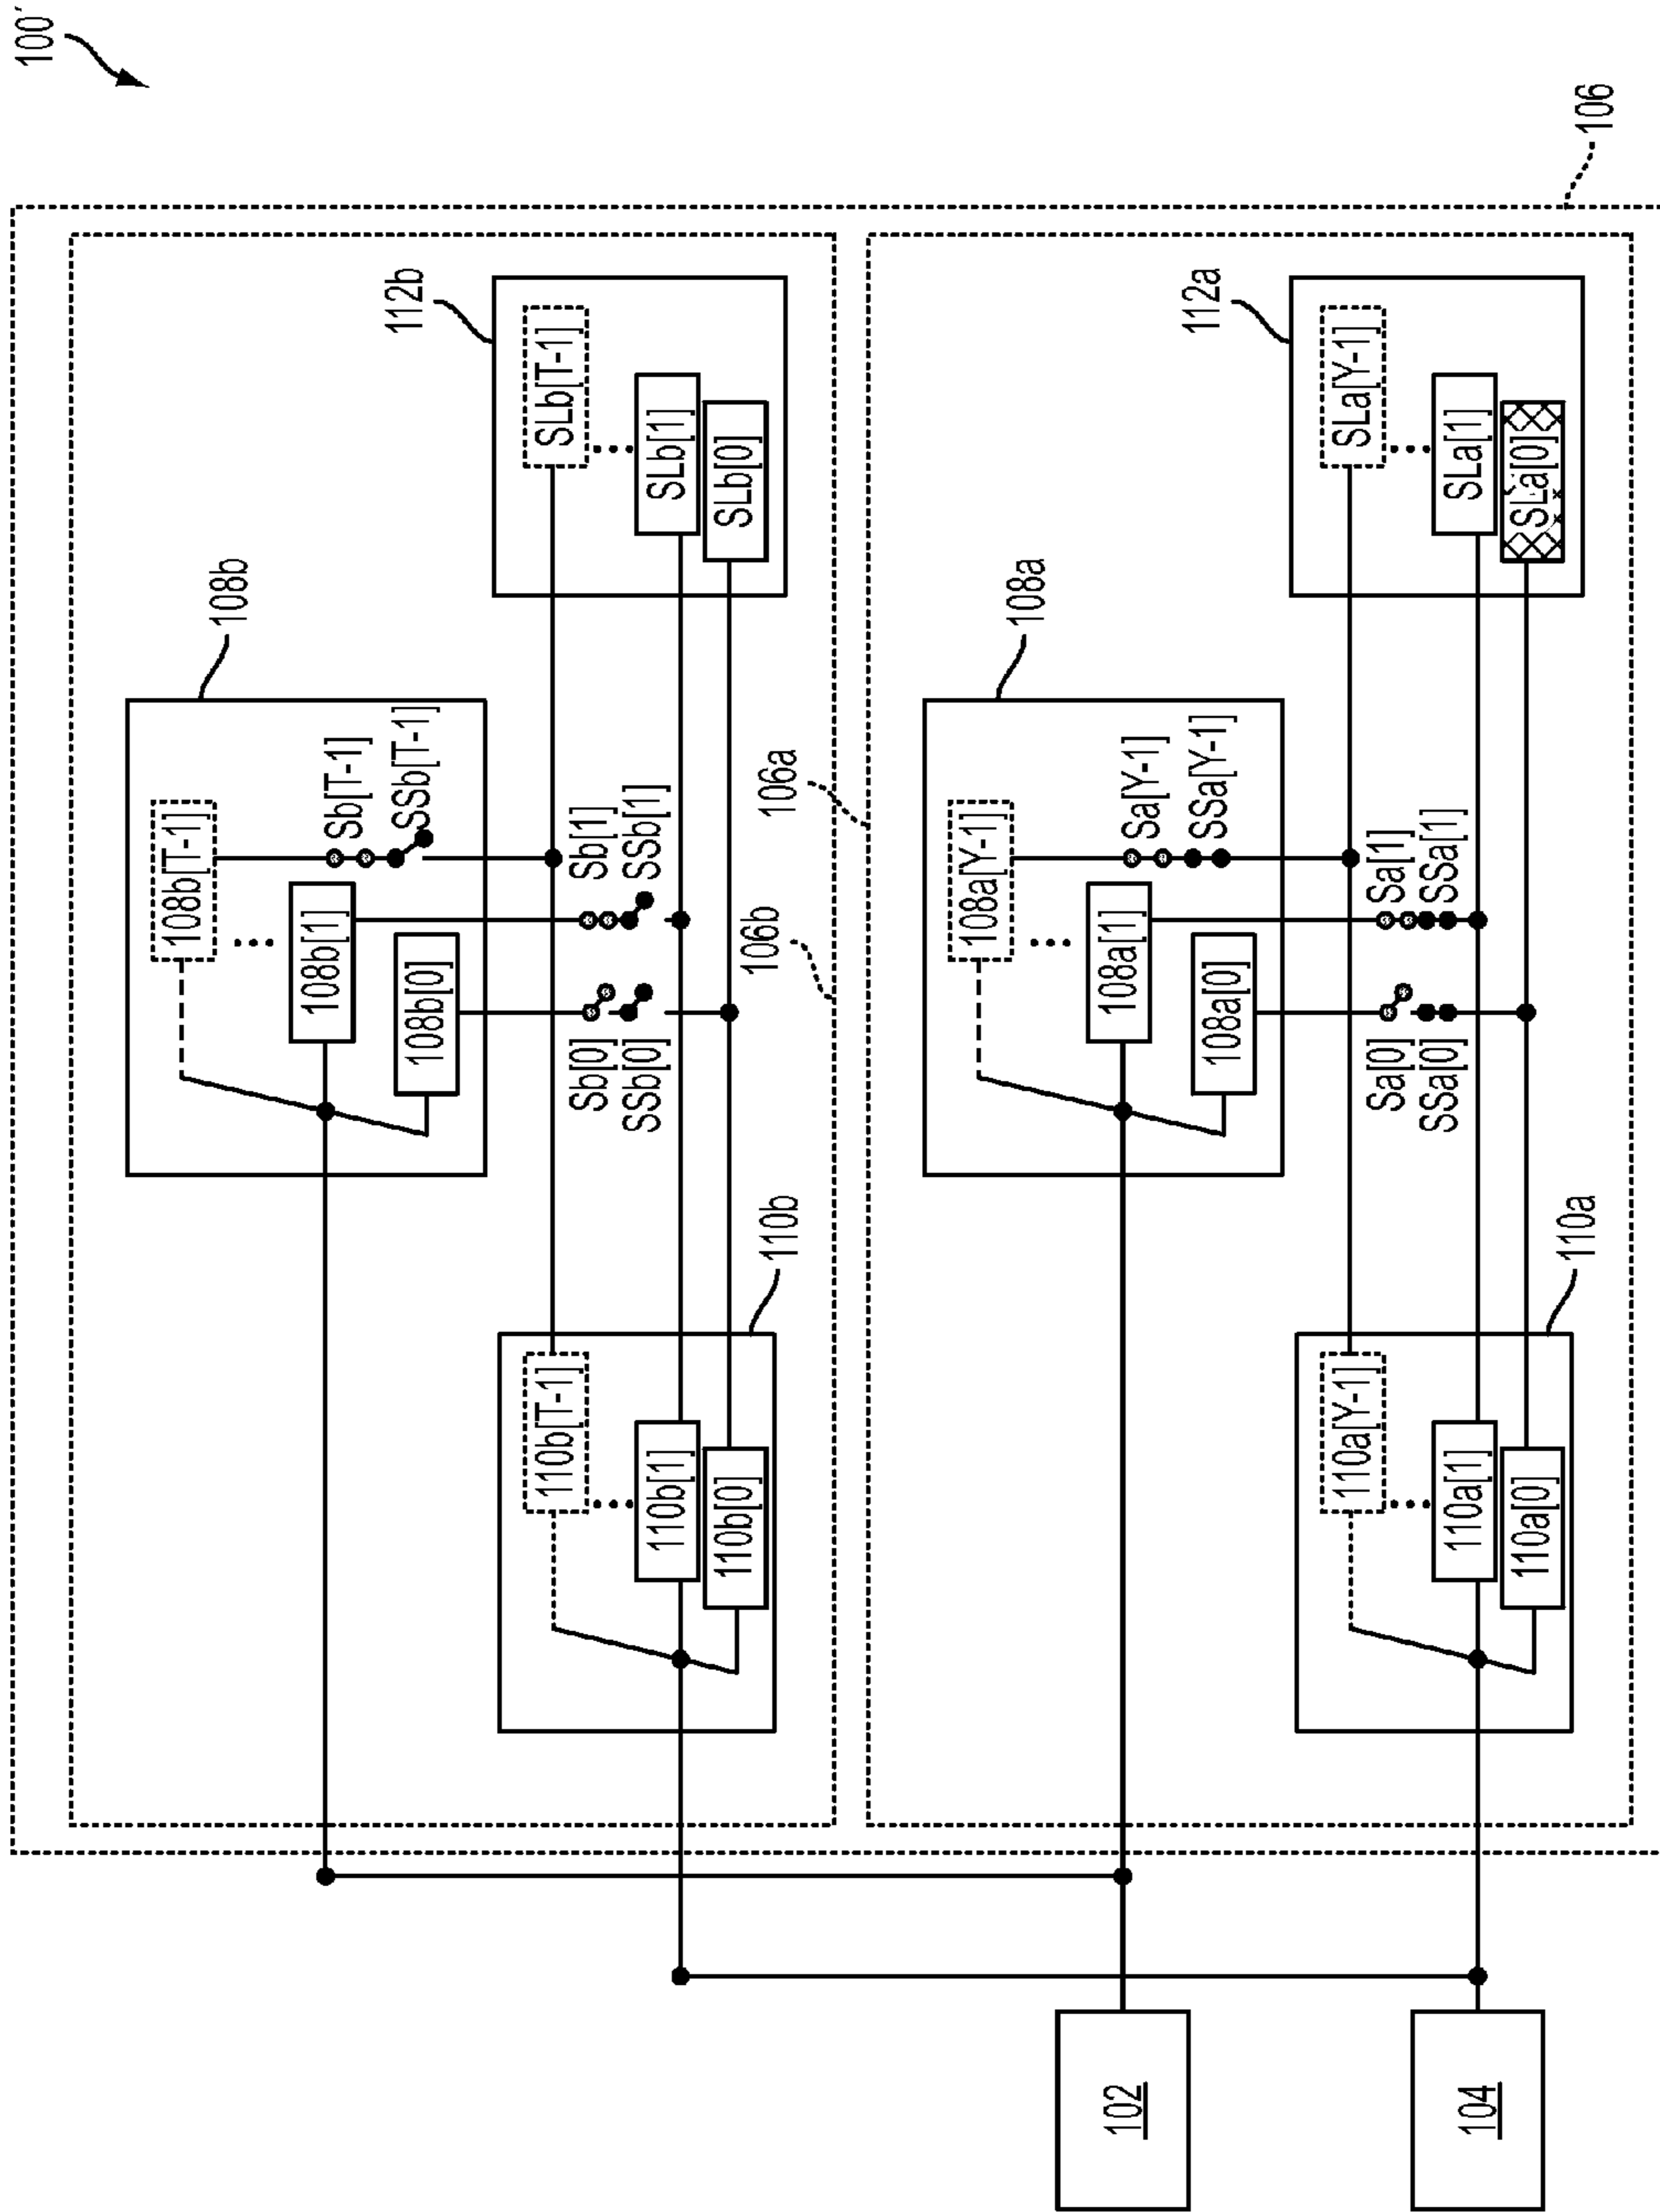 100'
106
112b
SLb[T-1]
SLb[1]
SLb[0]
108b
108b[T-1]
108b[1]
108b[0]
Sb[T-1]
SSb[T-1]
Sb[1]
SSb[1]
Sb[0]
SSb[0]
110b
110b[T-1]
110b[1]
110b[0]
106b
106a
112a
SLa[Y-1]
SLa[1]
SLa[0]
108a
108a[Y-1]
108a[1]
108a[0]
Sa[Y-1]
SSa[Y-1]
Sa[1]
SSa[1]
Sa[0]
SSa[0]
110a
110a[Y-1]
110a[1]
110a[0]
102
104